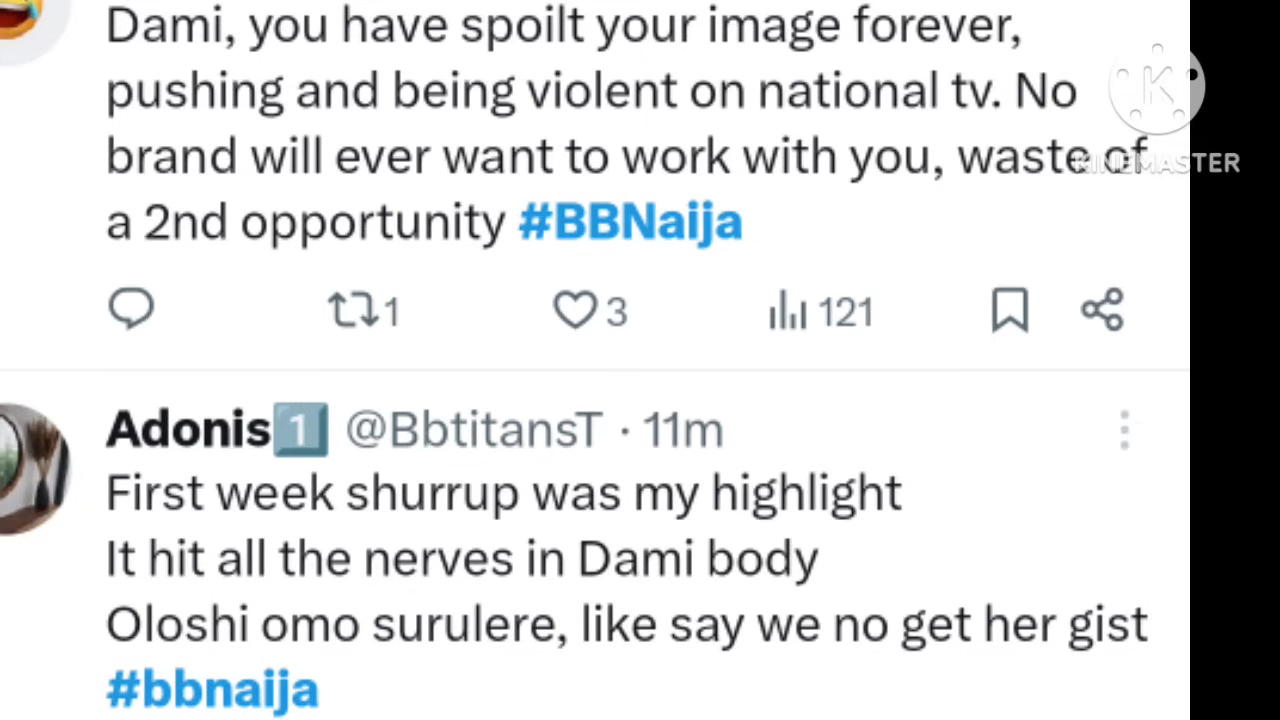 Dami, you have spoilt your image forever,
pushing and being violent on national tv. No
brand will ever want to work with you, waste of
a 2nd opportunity #BBNaija
1 3 121
Adonis1️⃣ @BbtitansT · 11m
First week shurrup was my highlight
It hit all the nerves in Dami body
Oloshi omo surulere, like say we no get her gist
#bbnaija
K
KINEMASTER